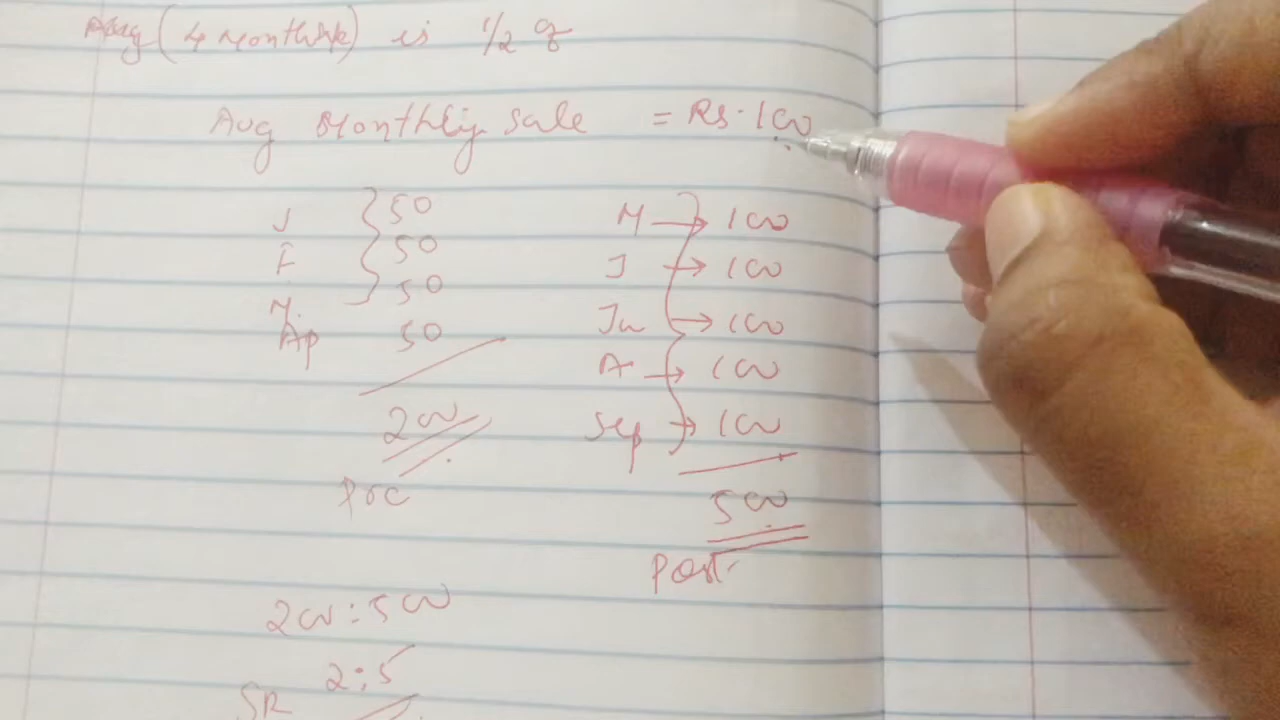 Avg (4 Monthly) is 1/2 of
Avg Monthly sale = Rs. 100
J 50 M → 100
F 50 J → 100
M 50 Ju → 100
Ap 50 A → 100
200 Sep → 100
Pre 500
Post
200 : 500
2 : 5
SR